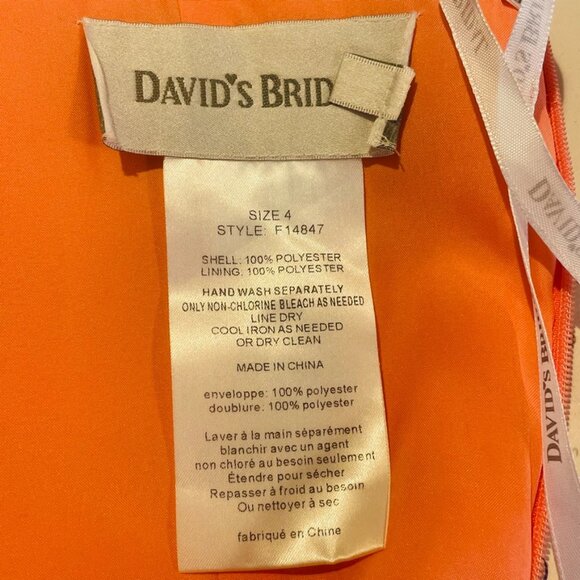 DAVID'S BRID
SIZE 4
STYLE: F14847
SHELL: 100% POLYESTER
LINING: 100% POLYESTER
HAND WASH SEPARATELY
ONLY NON-CHLORINE BLEACH AS NEEDED
LINE DRY
COOL IRON AS NEEDED
OR DRY CLEAN
MADE IN CHINA
enveloppe: 100% polyester
doublure: 100% polyester
Laver à la main séparément
blanchir avec un agent
non chloré au besoin seulement
Étendre pour sécher
Repasser à froid au besoin
Ou nettoyer à sec
fabriqué en Chine
DAVID'S BRI
DAVID